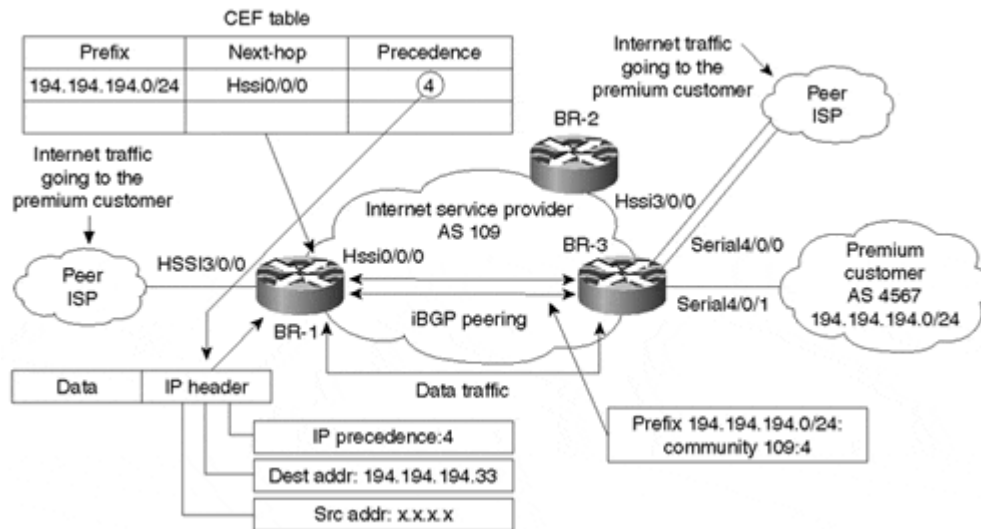 CEF table
Prefix Next-hop Precedence
194.194.194.0/24 Hssi0/0/0 4
Internet traffic
going to the
premium customer
Peer
ISP
BR-2
Internet traffic
going to the
premium customer
Hssi3/0/0
Internet service provider
AS 109
BR-3
Serial4/0/0
Peer
ISP
HSSI3/0/0
Hssi0/0/0
Premium
customer
AS 4567
194.194.194.0/24
Serial4/0/1
BR-1
iBGP peering
Data IP header
Data traffic
IP precedence:4
Dest addr: 194.194.194.33
Src addr: x.x.x.x
Prefix 194.194.194.0/24:
community 109:4